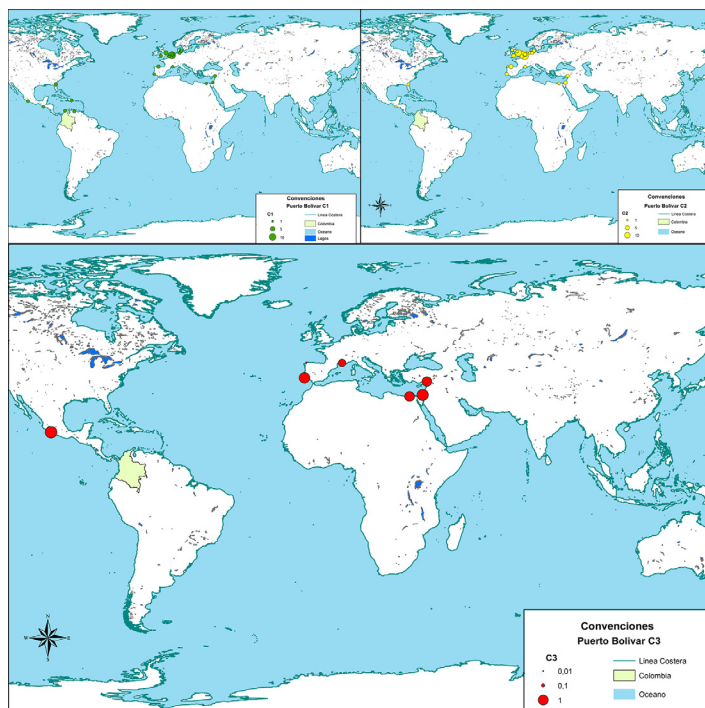 Convenciones
Puerto Bolivar C1
C1
1
5
10
Linea Costera
Colombia
Oceano
Lagos
Convenciones
Puerto Bolivar C2
C2
1
5
10
Linea Costera
Colombia
Oceano
N
W E
S
Convenciones
Puerto Bolivar C3
C3
0,01
0,1
1
Linea Costera
Colombia
Oceano